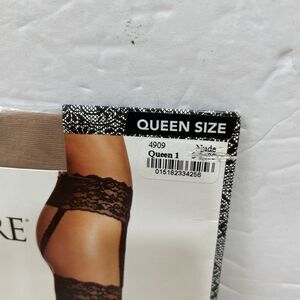 QUEEN SIZE
4909 Nude
Queen 1
015182334256
RE®